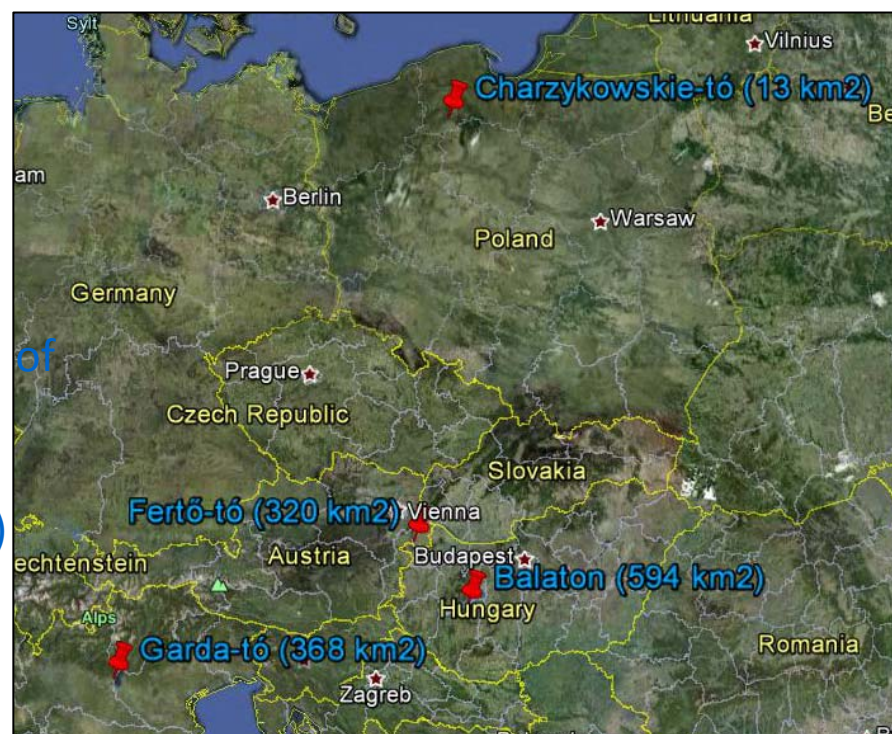 Sylt
Lithuania
Vilnius
Charzykowskie-tó (13 km2)
Be
am
Berlin
Warsaw
Poland
Germany
of
Prague
Czech Republic
Slovakia
Fertő-tó (320 km2)
Vienna
)
echtenstein
Austria
Budapest
Balaton (594 km2)
Hungary
Alps
Romania
Garda-tó (368 km2)
Zagreb